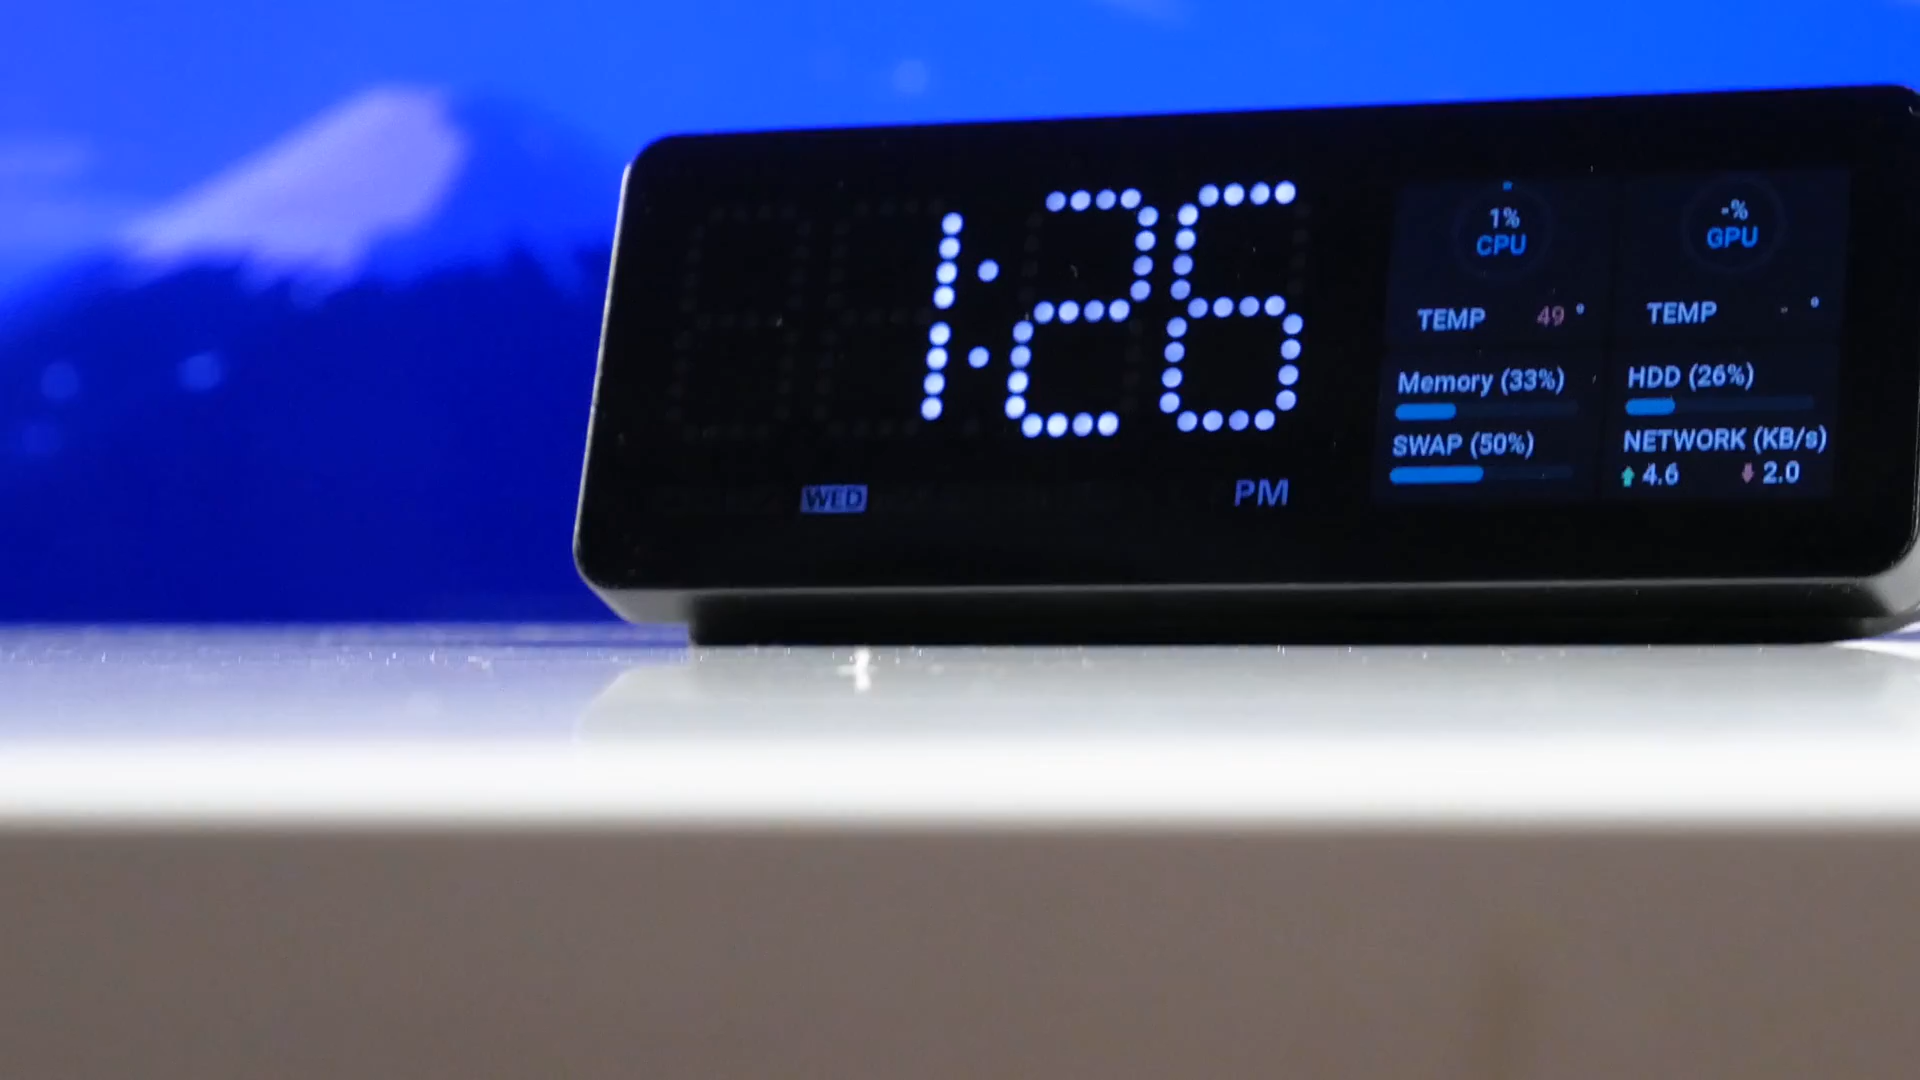 1:26
WED
PM
1%
CPU
TEMP 49 °
Memory (33%)
SWAP (50%)
-%
GPU
TEMP - °
HDD (26%)
NETWORK (KB/s)
4.6 2.0